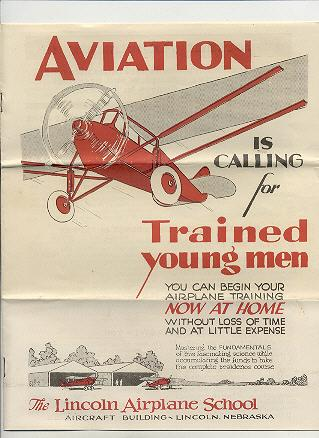 AVIATION
IS
CALLING
for
Trained
young men
YOU CAN BEGIN YOUR
AIRPLANE TRAINING
NOW AT HOME
WITHOUT LOSS OF TIME
AND AT LITTLE EXPENSE
Mastering the FUNDAMENTALS
of this fascinating science while
accumulating the funds to take
the complete residence course
The Lincoln Airplane School
AIRCRAFT BUILDING - LINCOLN, NEBRASKA